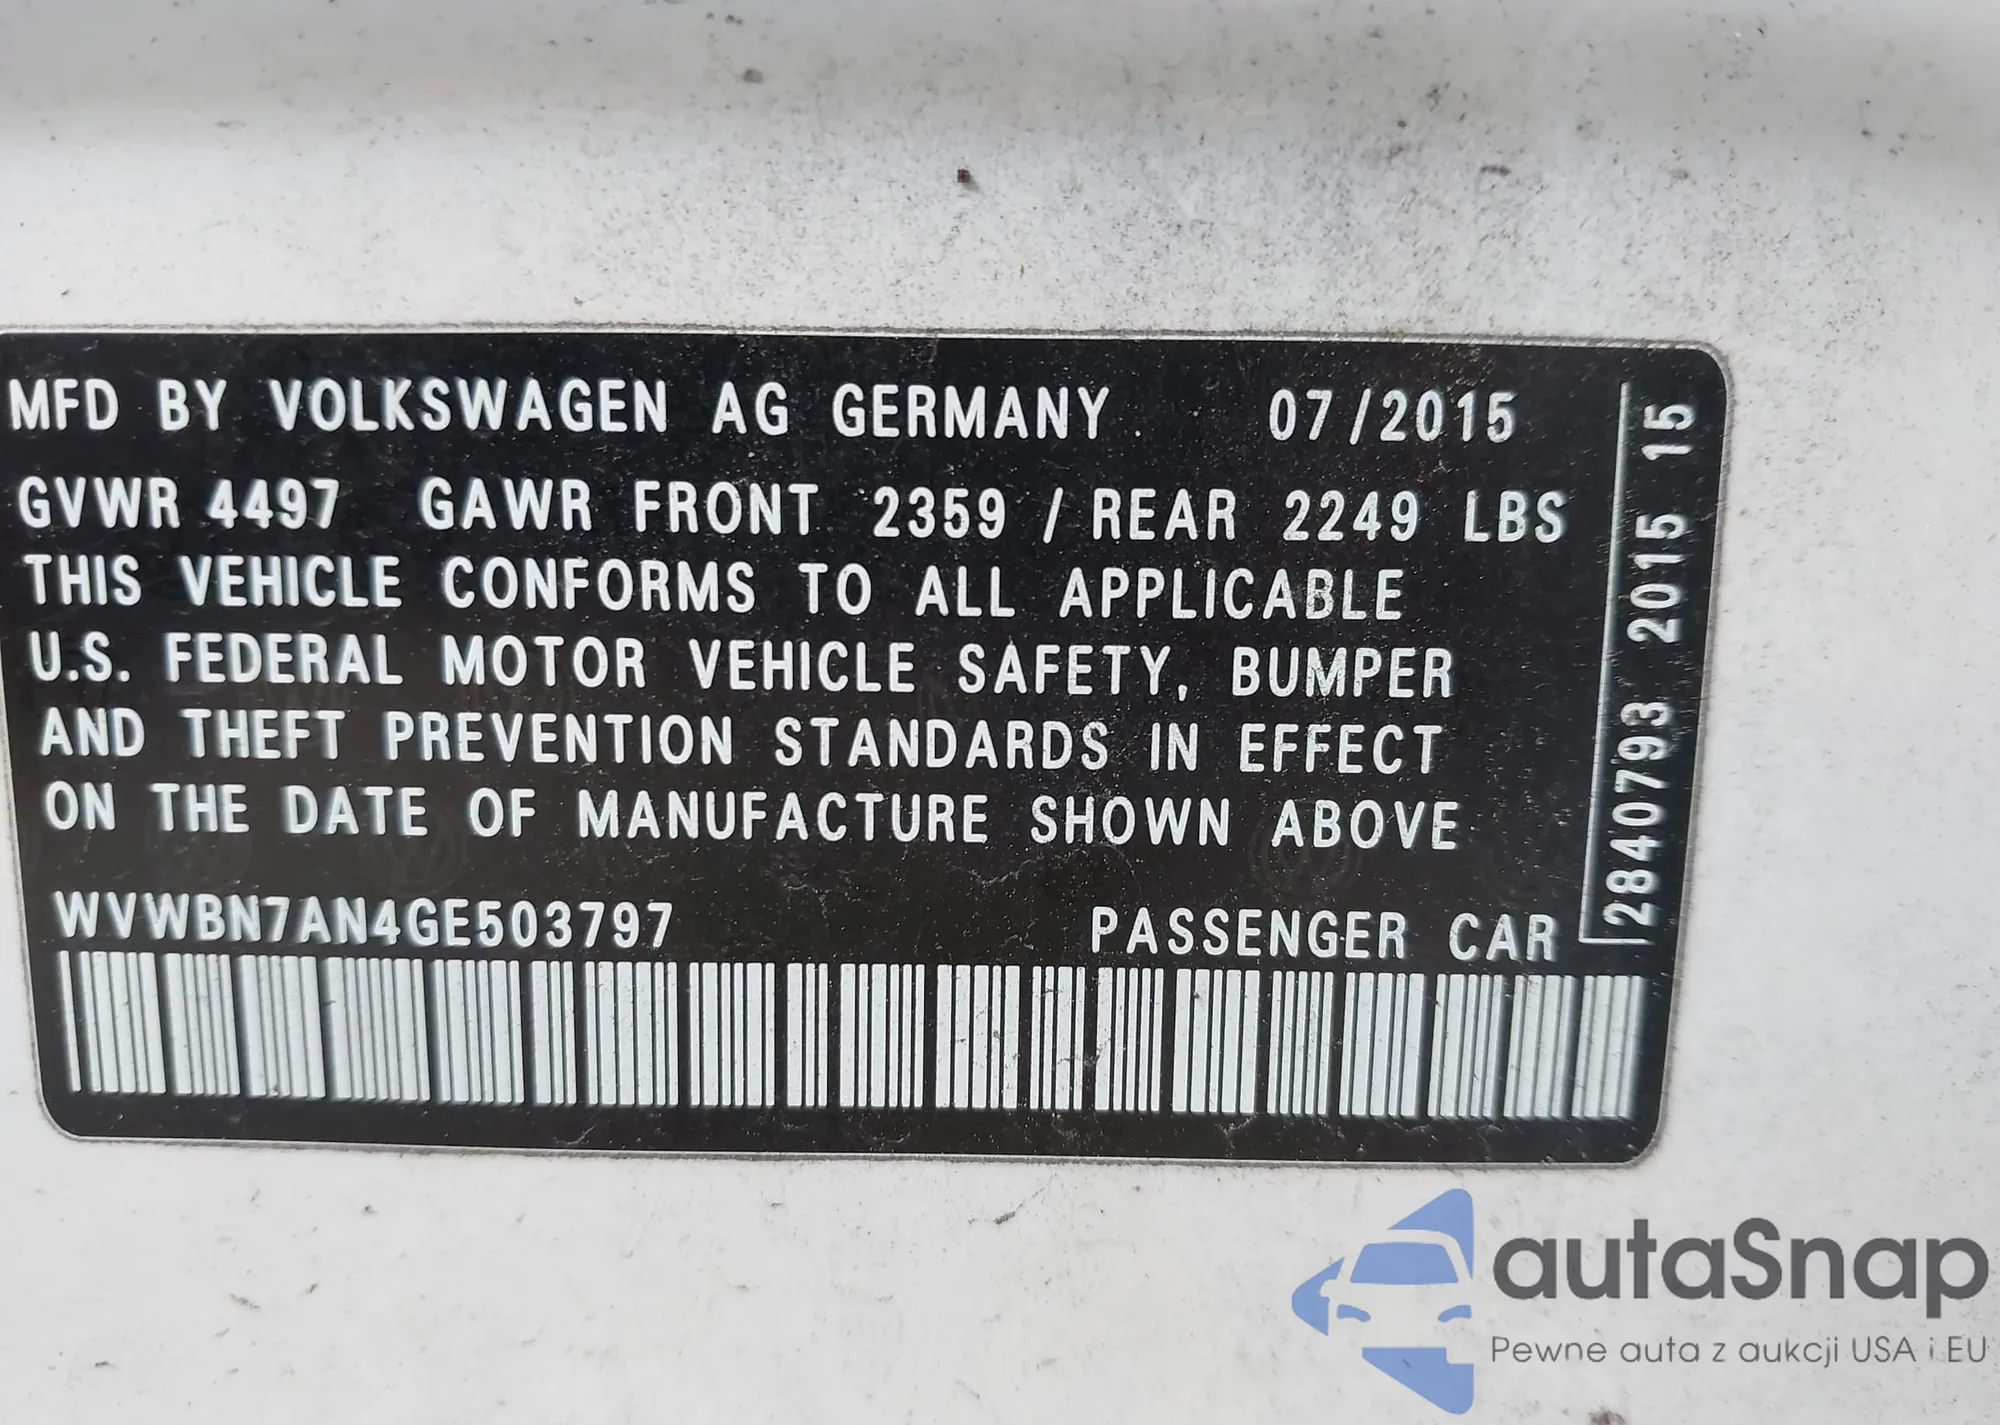 MFD BY VOLKSWAGEN AG GERMANY 07/2015
GVWR 4497 GAWR FRONT 2359 / REAR 2249 LBS
THIS VEHICLE CONFORMS TO ALL APPLICABLE
U.S. FEDERAL MOTOR VEHICLE SAFETY, BUMPER
AND THEFT PREVENTION STANDARDS IN EFFECT
ON THE DATE OF MANUFACTURE SHOWN ABOVE
WVWBN7AN4GE503797 PASSENGER CAR
2840793 2015 15
autaSnap
Pewne auta z aukcji USA i EU